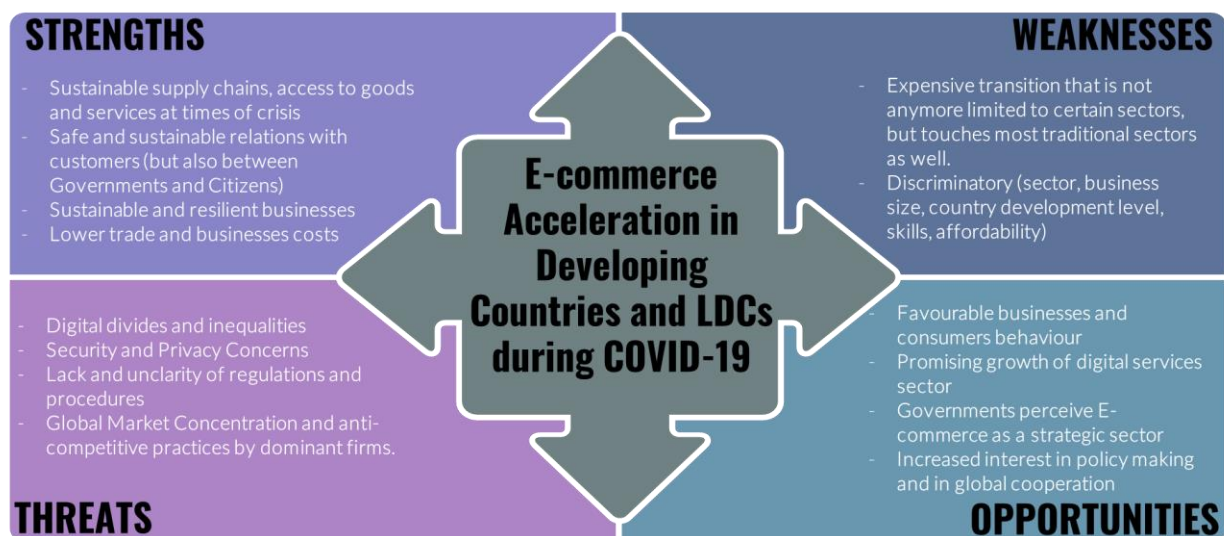 STRENGTHS
- Sustainable supply chains, access to goods
and services at times of crisis
- Safe and sustainable relations with
customers (but also between
Governments and Citizens)
- Sustainable and resilient businesses
- Lower trade and businesses costs
WEAKNESSES
- Expensive transition that is not
anymore limited to certain sectors,
but touches most traditional sectors
as well.
- Discriminatory (sector, business
size, country development level,
skills, affordability)
E-commerce
Acceleration in
Developing
Countries and LDCs
during COVID-19
- Digital divides and inequalities
- Security and Privacy Concerns
- Lack and unclarity of regulations and
procedures
- Global Market Concentration and anti-
competitive practices by dominant firms.
THREATS
- Favourable businesses and
consumers behaviour
- Promising growth of digital services
sector
- Governments perceive E-
commerce as a strategic sector
- Increased interest in policy making
and in global cooperation
OPPORTUNITIES